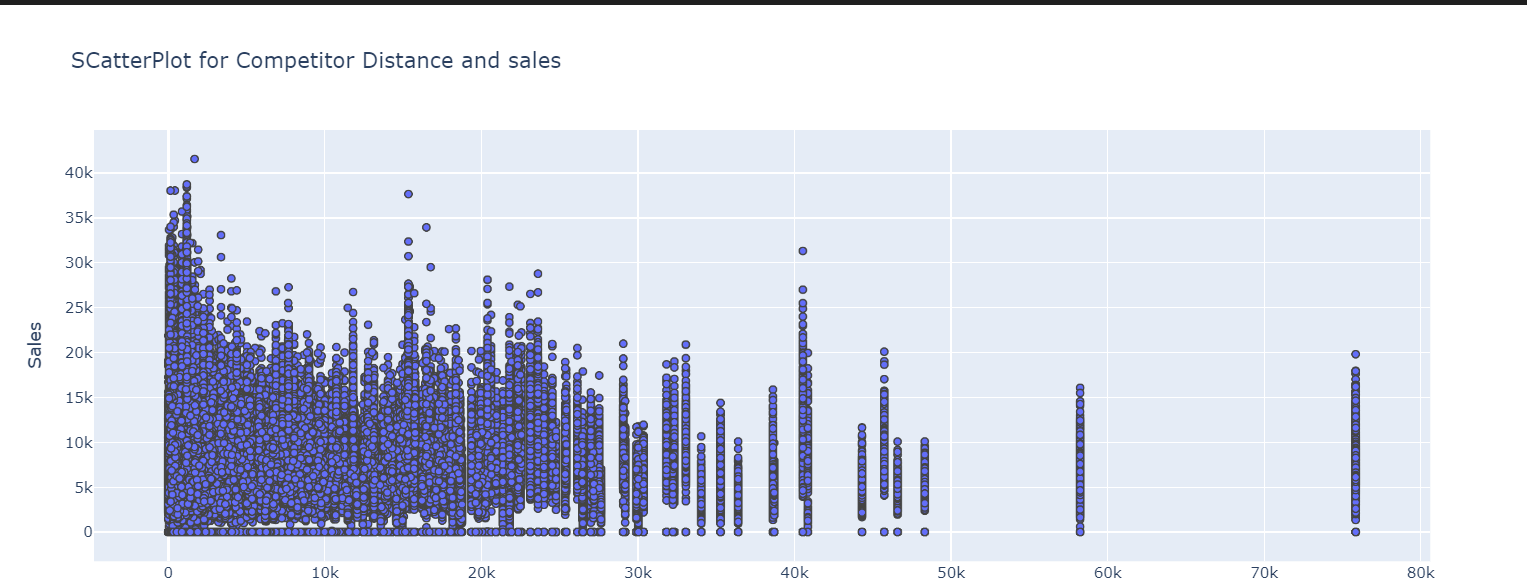 SCatterPlot for Competitor Distance and sales
40k
35k
30k
25k
20k
15k
10k
5k
0
Sales
0 10k 20k 30k 40k 50k 60k 70k 80k